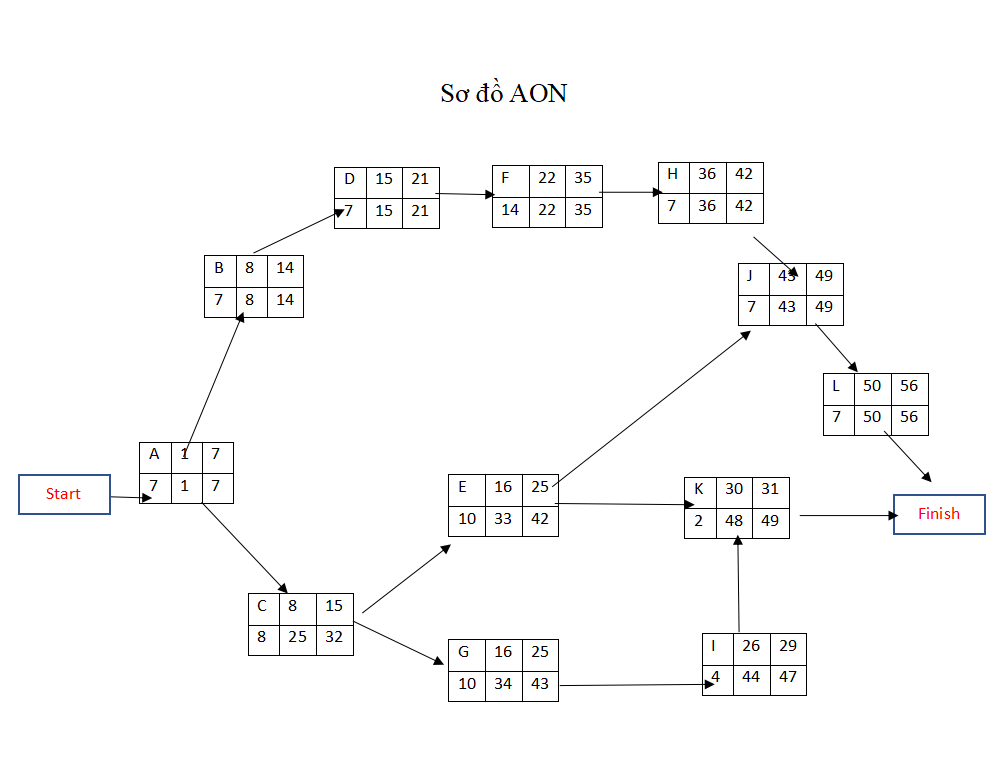 Sơ đồ AON
D 15 21
7 15 21
F 22 35
14 22 35
H 36 42
7 36 42
B 8 14
7 8 14
J 43 49
7 43 49
L 50 56
7 50 56
A 1 7
7 1 7
Start
E 16 25
10 33 42
K 30 31
2 48 49
Finish
C 8 15
8 25 32
G 16 25
10 34 43
I 26 29
4 44 47